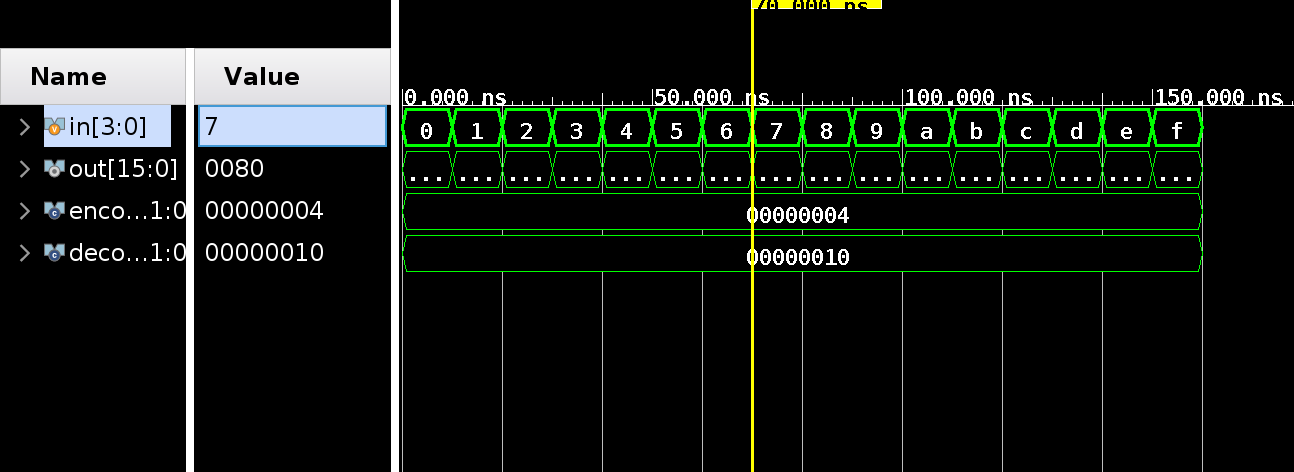 70.000 ns
Name Value
0.000 ns 50.000 ns 100.000 ns 150.000 ns
in[3:0] 7 0 1 2 3 4 5 6 7 8 9 a b c d e f
out[15:0] 0080 ... ... ... ... ... ... ... ... ... ... ... ... ... ... ... ...
enco...1:0 00000004 00000004
deco...1:0 00000010 00000010